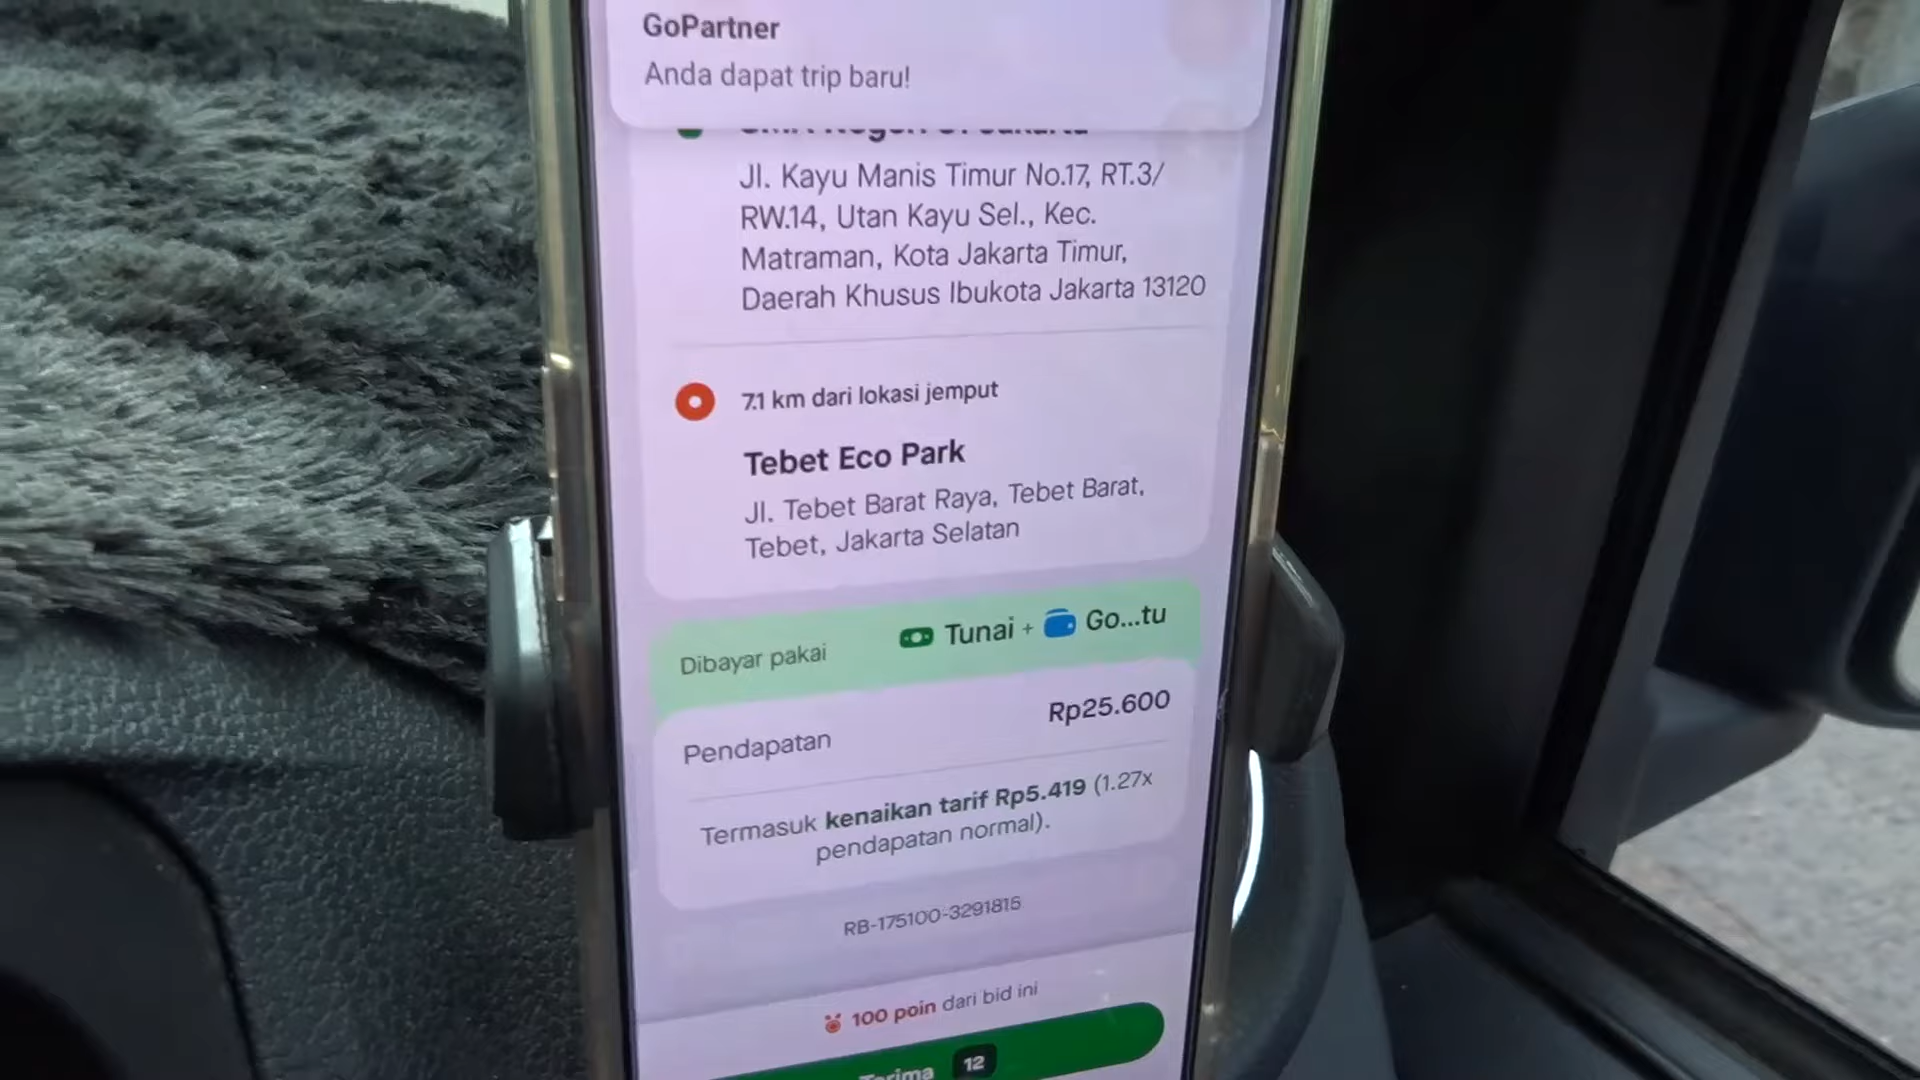 GoPartner
Anda dapat trip baru!
Jl. Kayu Manis Timur No.17, RT.3/
RW.14, Utan Kayu Sel., Kec.
Matraman, Kota Jakarta Timur,
Daerah Khusus Ibukota Jakarta 13120
7.1 km dari lokasi jemput
Tebet Eco Park
Jl. Tebet Barat Raya, Tebet Barat,
Tebet, Jakarta Selatan
Dibayar pakai Tunai + Go...tu
Pendapatan Rp25.600
Termasuk kenaikan tarif Rp5.419 (1.27x
pendapatan normal).
RB-175100-3291815
100 poin dari bid ini
Terima 12